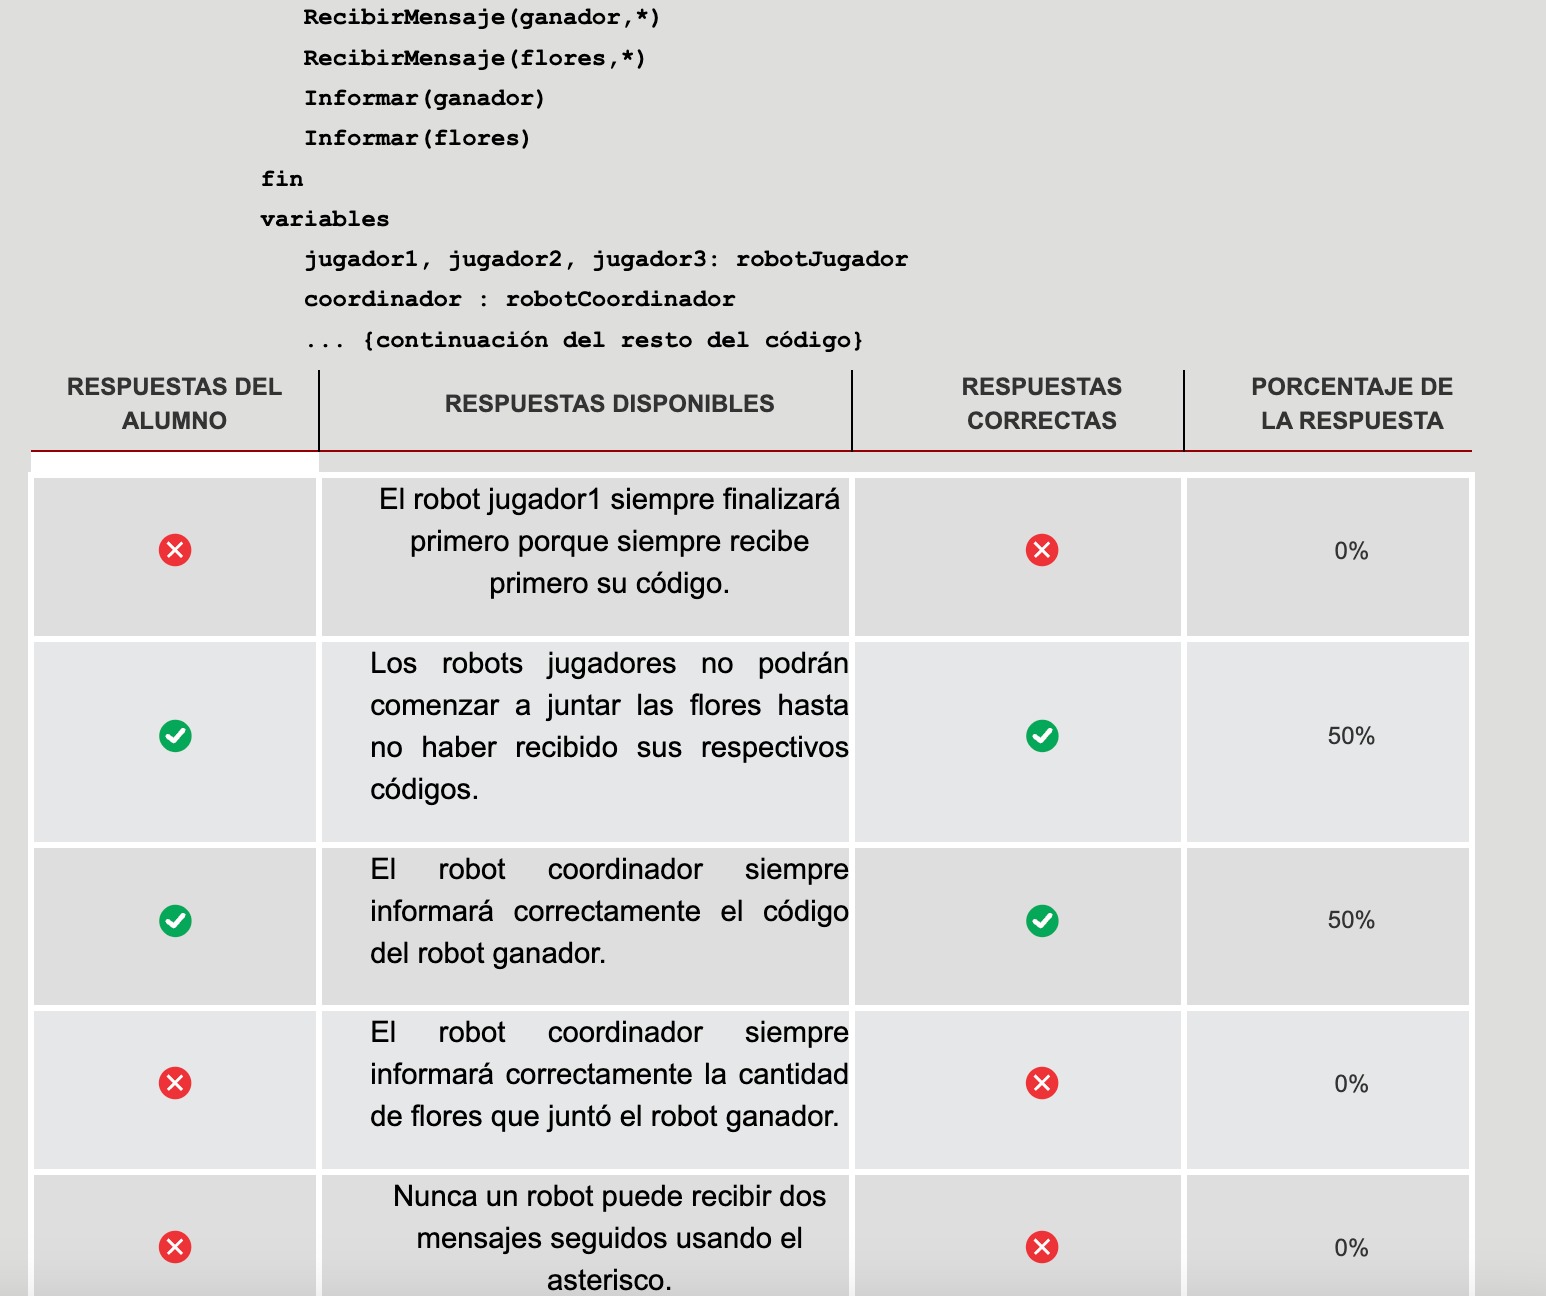 RecibirMensaje(ganador,*)
RecibirMensaje(flores,*)
Informar(ganador)
Informar(flores)
fin
variables
jugador1, jugador2, jugador3: robotJugador
coordinador : robotCoordinador
... {continuación del resto del código}
RESPUESTAS DEL
ALUMNO
RESPUESTAS DISPONIBLES
RESPUESTAS
CORRECTAS
PORCENTAJE DE
LA RESPUESTA
El robot jugador1 siempre finalizará
primero porque siempre recibe
primero su código.
0%
Los robots jugadores no podrán
comenzar a juntar las flores hasta
no haber recibido sus respectivos
códigos.
50%
El robot coordinador siempre
informará correctamente el código
del robot ganador.
50%
El robot coordinador siempre
informará correctamente la cantidad
de flores que juntó el robot ganador.
0%
Nunca un robot puede recibir dos
mensajes seguidos usando el
asterisco.
0%